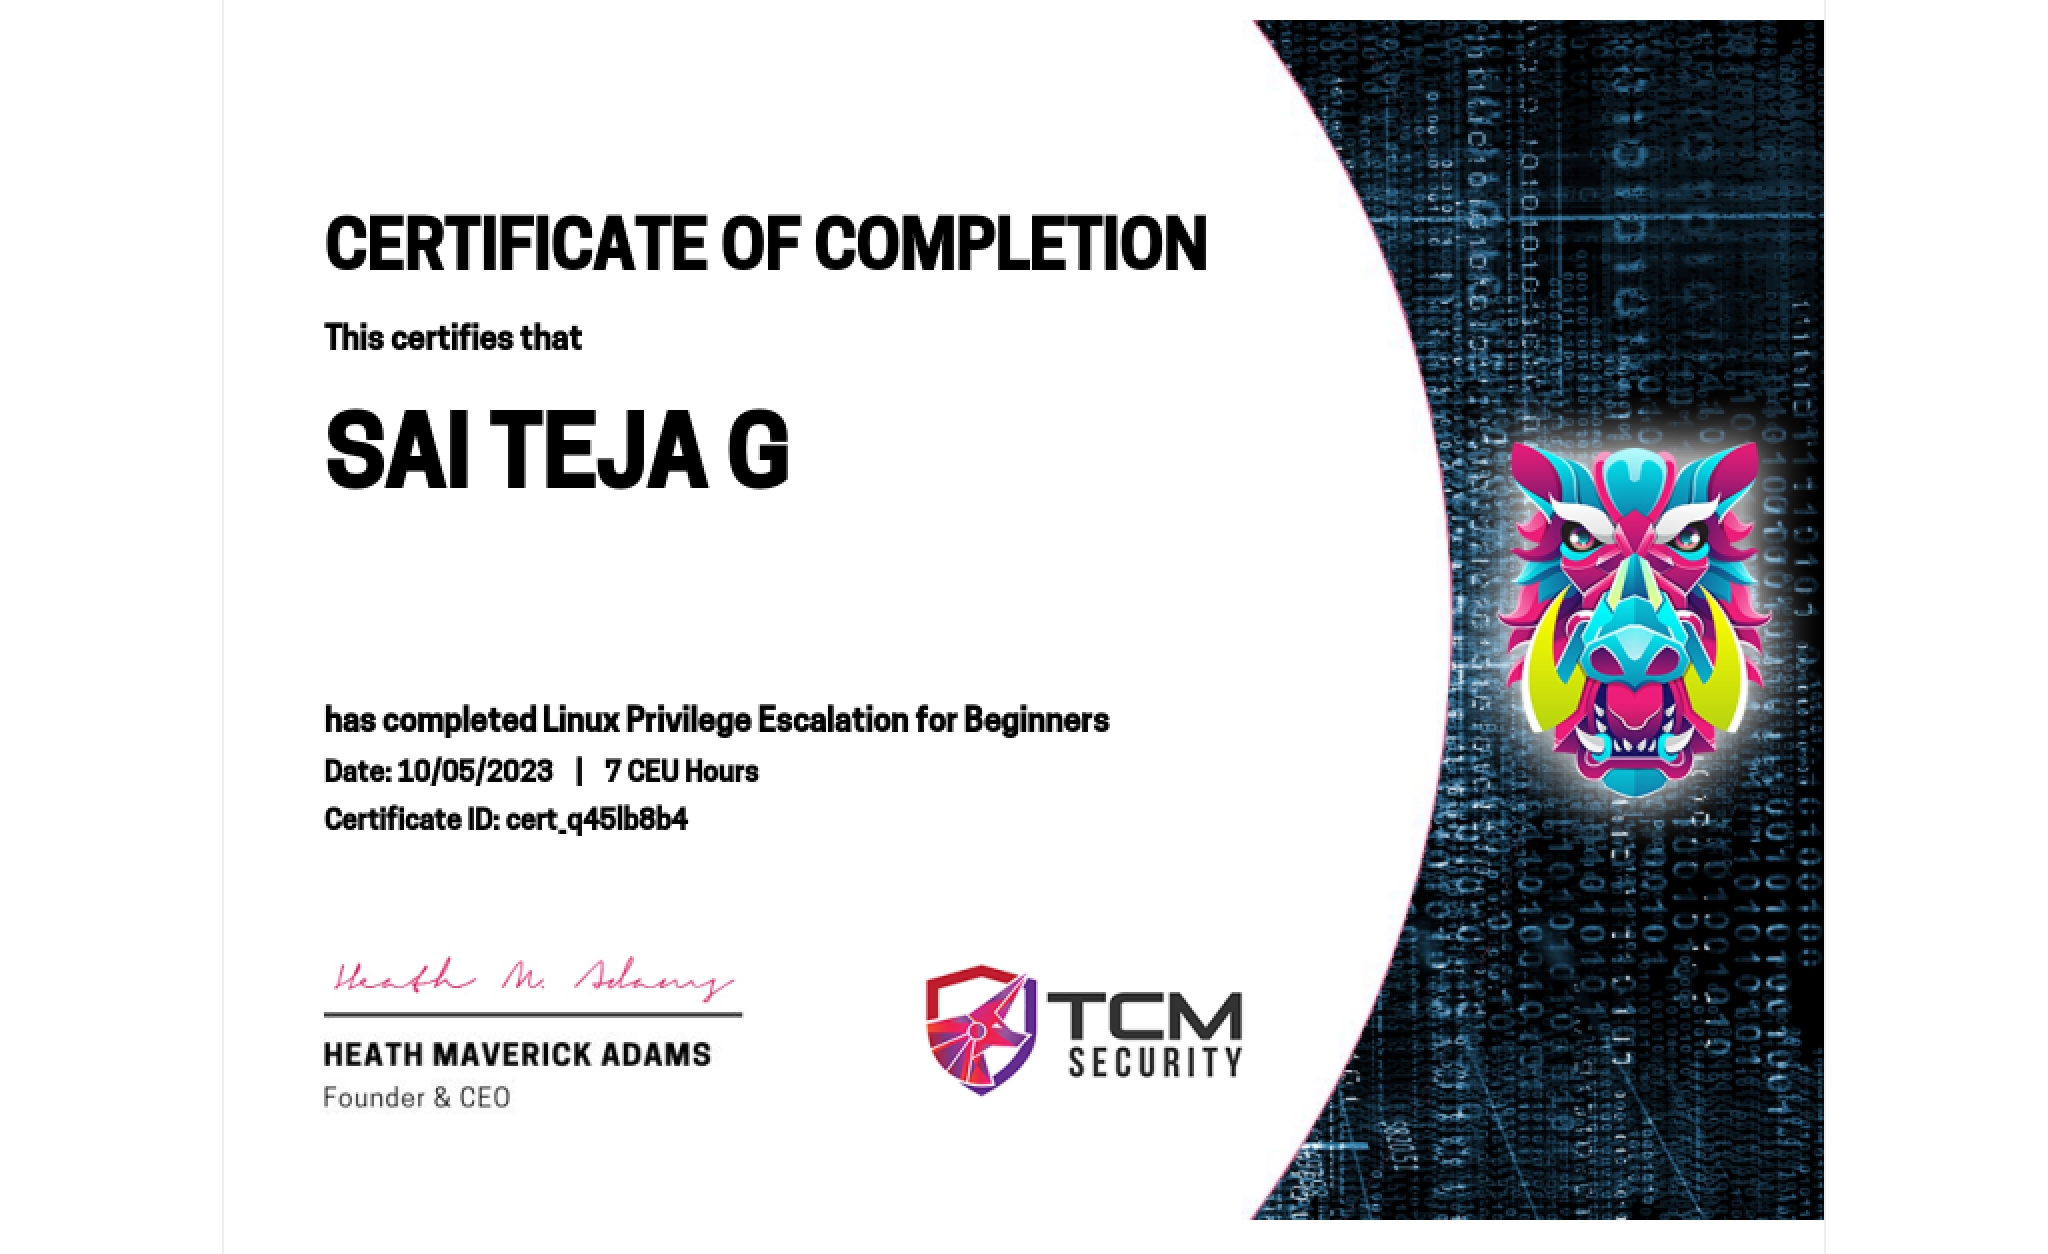 CERTIFICATE OF COMPLETION
This certifies that
SAI TEJA G
has completed Linux Privilege Escalation for Beginners
Date: 10/05/2023 | 7 CEU Hours
Certificate ID: cert_q45lb8b4
Heath M. Adams
HEATH MAVERICK ADAMS
Founder & CEO
TCM
SECURITY